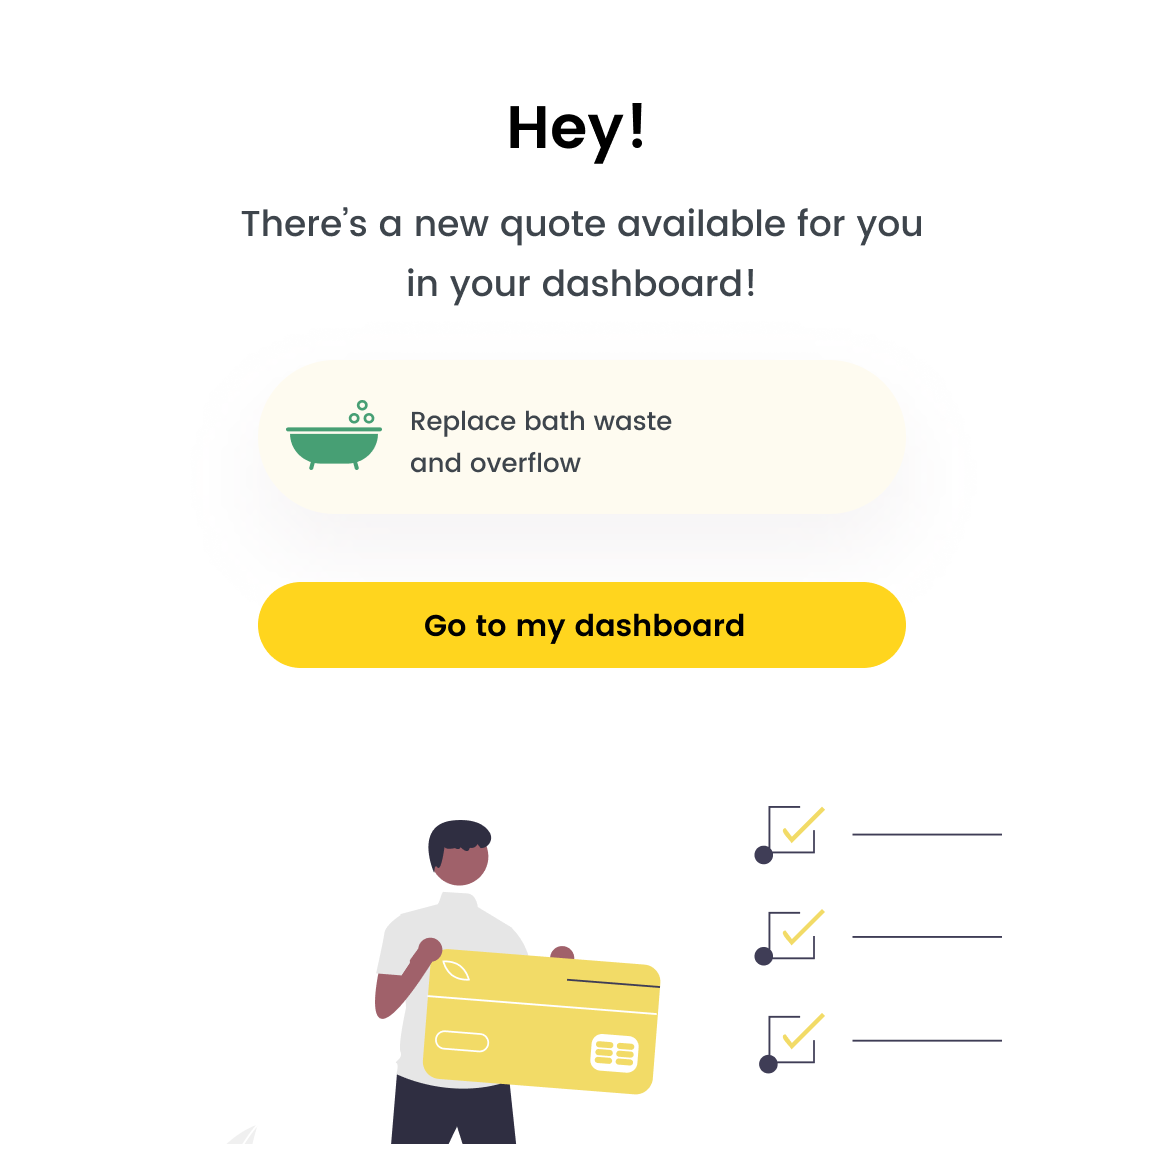 Hey!
There’s a new quote available for you
in your dashboard!
Replace bath waste
and overflow
Go to my dashboard